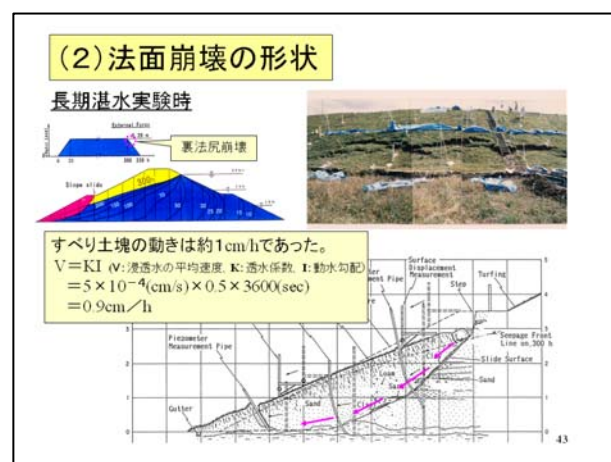 （２）法面崩壊の形状
長期湛水実験時
External Form
裏法尻崩壊
Slope slide
すべり土塊の動きは約1cm/hであった。
V＝KI (V：浸透水の平均速度, K：透水係数, I：動水勾配)
＝5×10⁻⁴(cm/s)×0.5×3600(sec)
＝0.9cm／h
Surface
Displacement
Measurement
Turfing
Step
Measurement Pipe
Piezometer
Measurement Pipe
Seepage Front
Line on 300 h
Slide Surface
Sand
Loam
Sand
Gutter
43